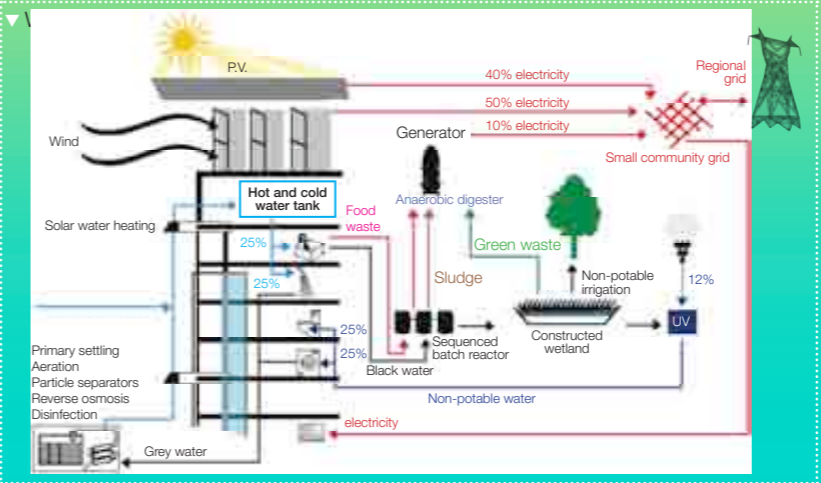 P.V.
40% electricity
Regional
grid
50% electricity
10% electricity
Generator
Small community grid
Wind
Hot and cold
water tank
Anaerobic digester
Food
waste
Solar water heating
25%
Green waste
25%
Sludge
Non-potable
irrigation
12%
UV
25%
25%
Sequenced
batch reactor
Constructed
wetland
Black water
Primary settling
Aeration
Particle separators
Reverse osmosis
Disinfection
Non-potable water
electricity
Grey water